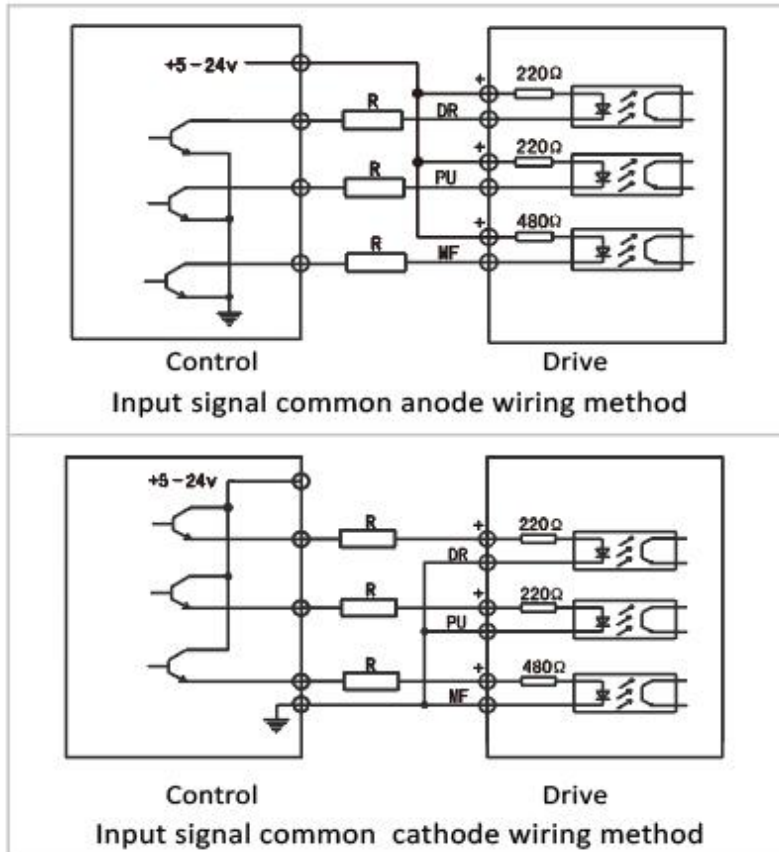 +5-24v
+ 220Ω
R
DR
+ 220Ω
R
PU
+ 480Ω
R
MF
Control Drive
Input signal common anode wiring method
+5-24v
R + 220Ω
DR
R + 220Ω
PU
R + 480Ω
MF
Control Drive
Input signal common cathode wiring method